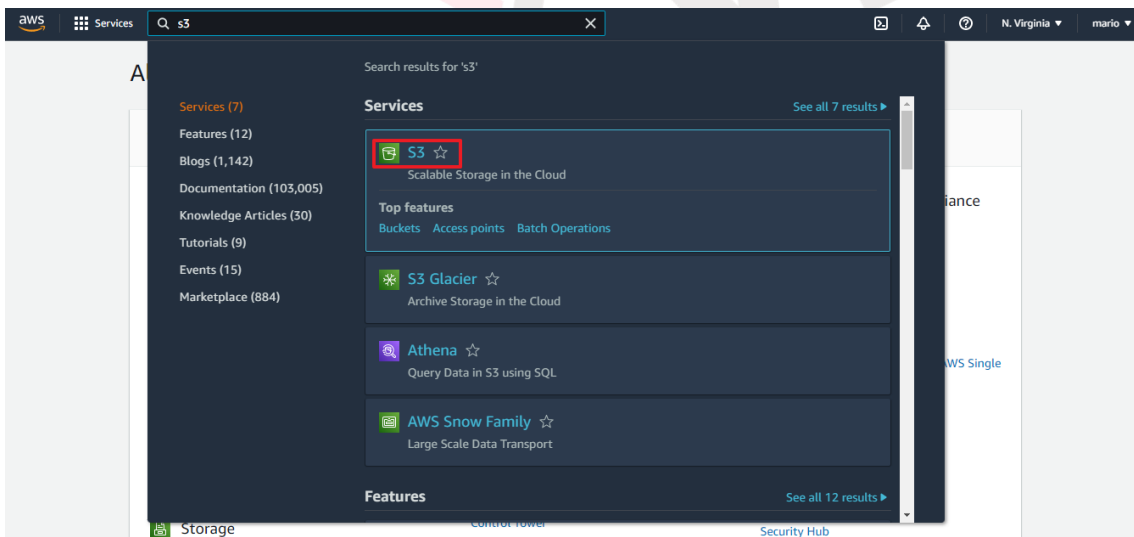 aws Services s3 N. Virginia mario
Al
Search results for 's3'
Services (7)
Features (12)
Blogs (1,142)
Documentation (103,005)
Knowledge Articles (30)
Tutorials (9)
Events (15)
Marketplace (884)
Services See all 7 results
S3
Scalable Storage in the Cloud
Top features
Buckets Access points Batch Operations
S3 Glacier
Archive Storage in the Cloud
Athena
Query Data in S3 using SQL
AWS Snow Family
Large Scale Data Transport
Features See all 12 results
iance
AWS Single
Storage
Control Tower
Security Hub